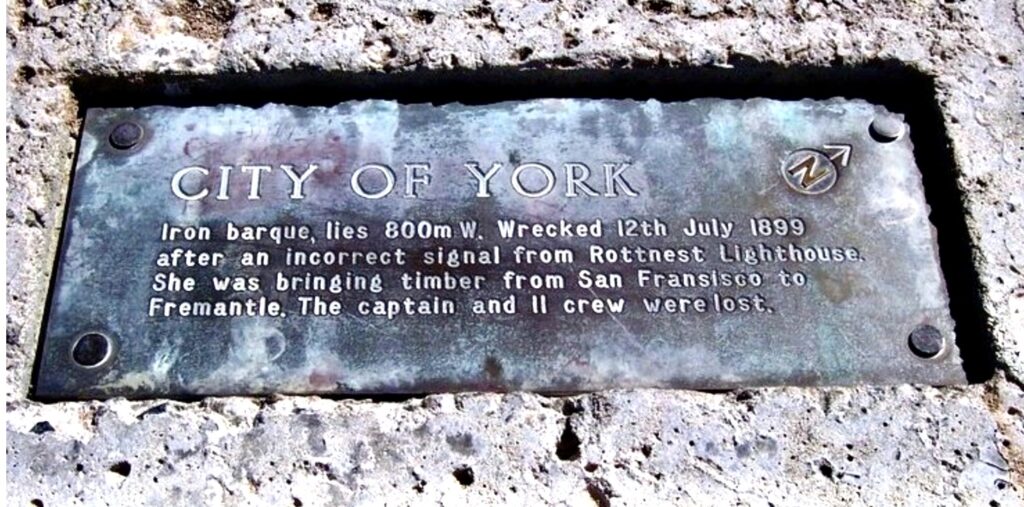 CITY OF YORK
N
Iron barque, lies 800m W. Wrecked 12th July 1899
after an incorrect signal from Rottnest Lighthouse.
She was bringing timber from San Fransisco to
Fremantle. The captain and 11 crew were lost.